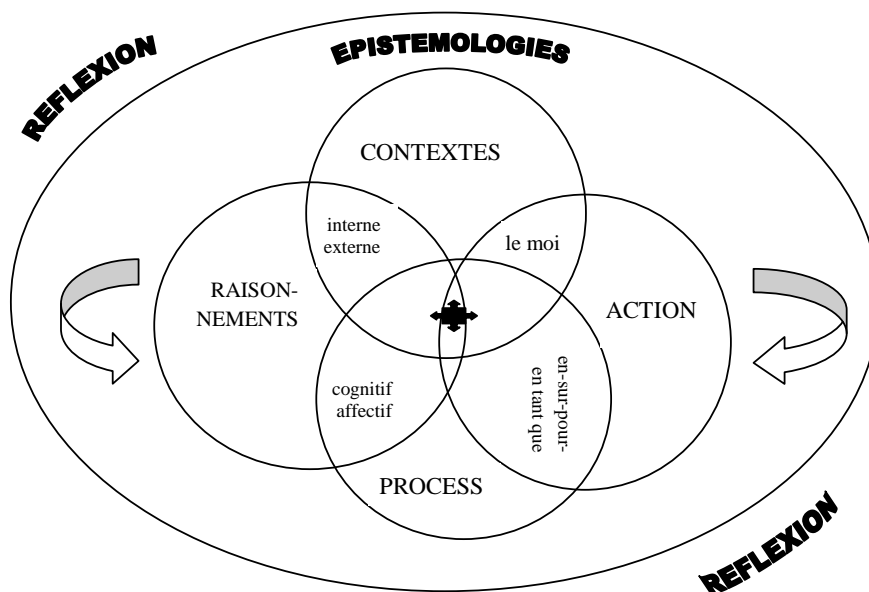 REFLEXION
EPISTEMOLOGIES
CONTEXTES
interne
externe
le moi
RAISON-
NEMENTS
ACTION
cognitif
affectif
en-sur-pour-
en tant que
PROCESS
REFLEXION